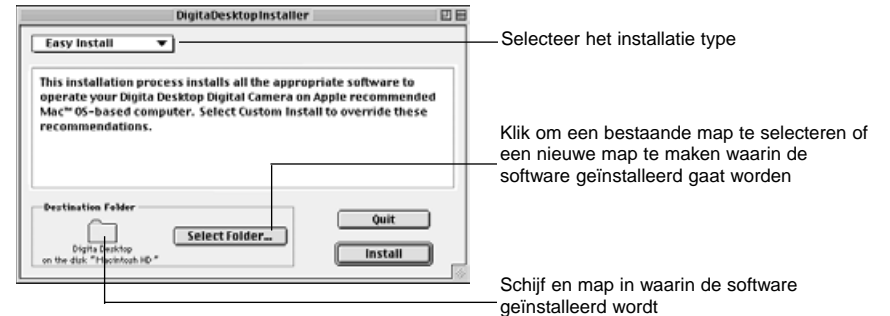 DigitaDesktopInstaller
Easy Install
Selecteer het installatie type
This installation process installs all the appropriate software to
operate your Digita Desktop Digital Camera on Apple recommended
Mac™ OS-based computer. Select Custom Install to override these
recommendations.
Klik om een bestaande map te selecteren of
een nieuwe map te maken waarin de
software geïnstalleerd gaat worden
Destination Folder
Select Folder...
Digita Desktop
on the disk "Macintosh HD"
Quit
Install
Schijf en map in waarin de software
geïnstalleerd wordt